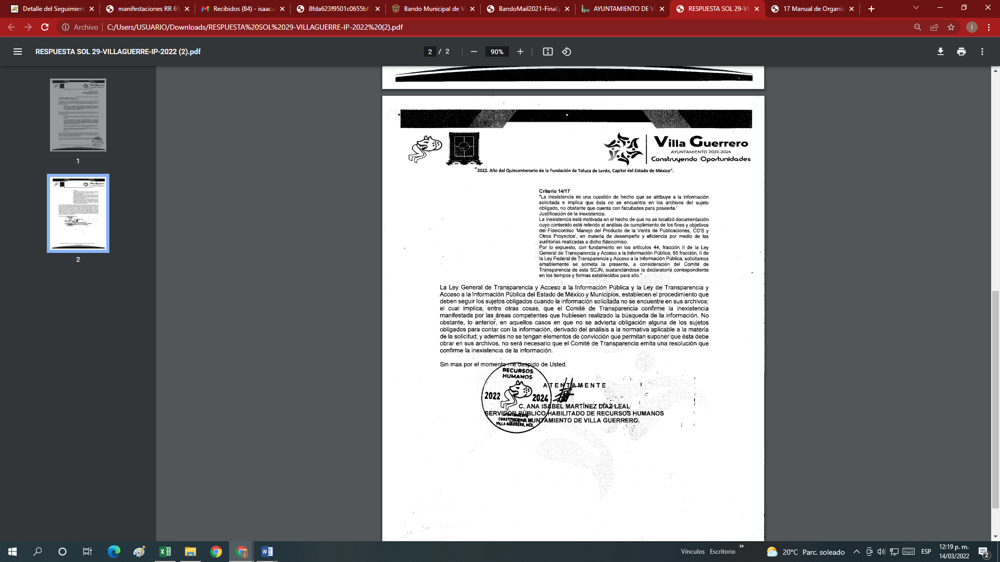 Detalle del Seguimient
manifestaciones RR 65
Recibidos (84) - isaac.c
8fda623f9501c0655bf1
Bando Municipal de Vi
BandoMail2021-Final.p
AYUNTAMIENTO DE V
RESPUESTA SOL 29-VI
17 Manual de Organiz
Archivo
C:/Users/USUARIO/Downloads/RESPUESTA%20SOL%2029-VILLAGUERRE-IP-2022%20(2).pdf
RESPUESTA SOL 29-VILLAGUERRE-IP-2022 (2).pdf
2 / 2
90%
1
2
Villa Guerrero
AYUNTAMIENTO 2022-2024
Construyendo Oportunidades
"2022. Año del Quincentenario de la Fundación de Toluca de Lerdo, Capital del Estado de México".
Criterio 14/17
"La inexistencia es una cuestión de hecho que se atribuye a la información
solicitada e implica que ésta no se encuentra en los archivos del sujeto
obligado, no obstante que cuenta con facultades para poseerla.'
Justificación de la inexistencia:
La inexistencia está motivada en el hecho de que no se localizó documentación
cuyo contenido esté referido al análisis de cumplimiento de los fines y objetivos
del Fideicomiso 'Manejo del Producto de la Venta de Publicaciones, CD'S y
Otros Proyectos', en materia de desempeño y eficiencia por medio de las
auditorías realizadas a dicho fideicomiso.
Por lo expuesto, con fundamento en los artículos 44, fracción II de la Ley
General de Transparencia y Acceso a la Información Pública; 65 fracción, II de
la Ley Federal de Transparencia y Acceso a la Información Pública, solicitamos
amablemente se someta la presente, a consideración del Comité de
Transparencia de esta SCJN, sustanciándose la declaratoria correspondiente
en los tiempos y formas establecidos para ello."
La Ley General de Transparencia y Acceso a la Información Pública y la Ley de Transparencia y
Acceso a la Información Pública del Estado de México y Municipios, establecen el procedimiento que
deben seguir los sujetos obligados cuando la información solicitada no se encuentre en sus archivos;
el cual implica, entre otras cosas, que el Comité de Transparencia confirme la inexistencia
manifestada por las áreas competentes que hubiesen realizado la búsqueda de la información. No
obstante, lo anterior, en aquellos casos en que no se advierta obligación alguna de los sujetos
obligados para contar con la información, derivado del análisis a la normativa aplicable a la materia
de la solicitud; y además no se tengan elementos de convicción que permitan suponer que ésta debe
obrar en sus archivos, no será necesario que el Comité de Transparencia emita una resolución que
confirme la inexistencia de la información.
Sin mas por el momento me despido de Usted.
RECURSOS
HUMANOS
2022 2024
AYUNTAMIENTO
CONSTITUCIONAL DE
VILLA GUERRERO, MÉX.
ATENTAMENTE
C. ANA ISABEL MARTÍNEZ DÍAZ LEAL
SERVIDOR PÚBLICO HABILITADO DE RECURSOS HUMANOS
DEL AYUNTAMIENTO DE VILLA GUERRERO.
Vínculos Escritorio
20°C Parc. soleado
ESP
12:19 p. m.
14/03/2022
2